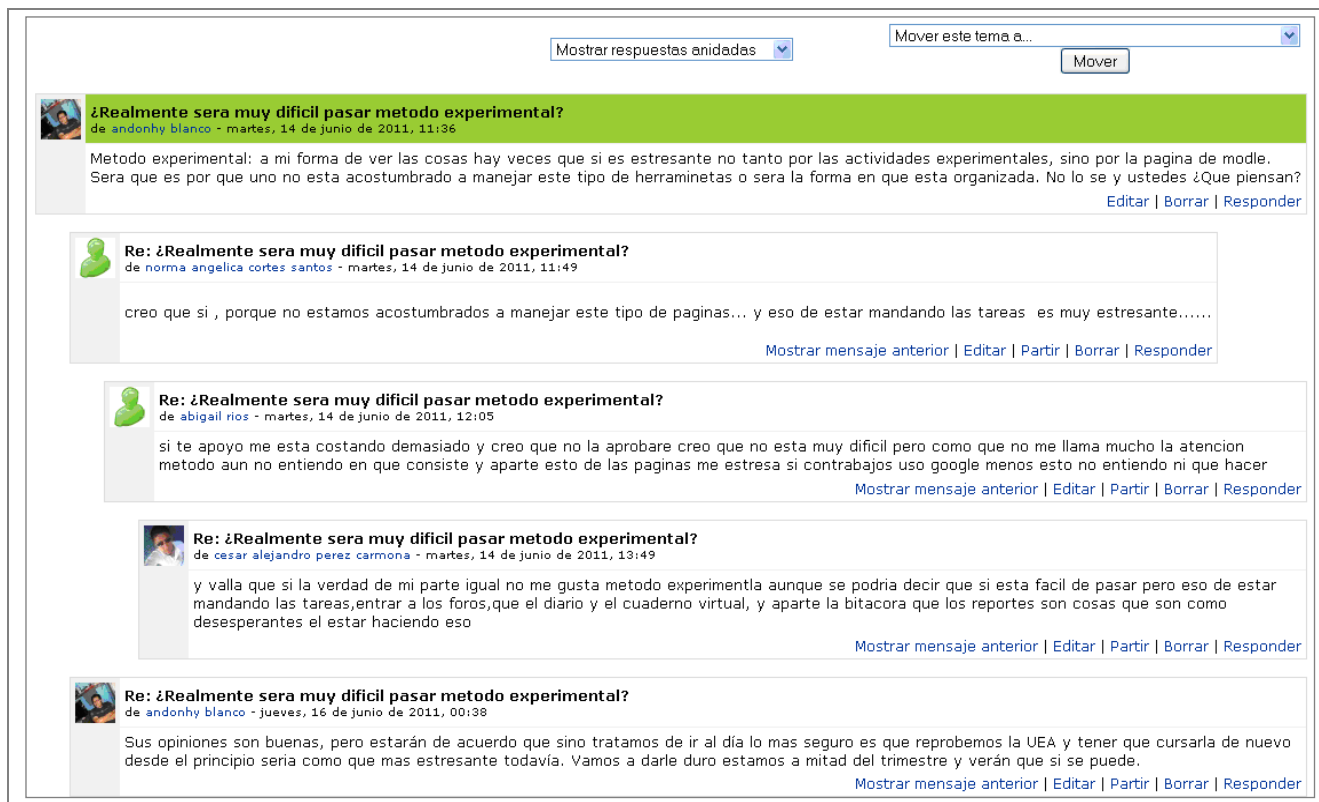 Mostrar respuestas anidadas
Mover este tema a...
Mover
¿Realmente sera muy dificil pasar metodo experimental?
de andonhy blanco - martes, 14 de junio de 2011, 11:36
Metodo experimental: a mi forma de ver las cosas hay veces que si es estresante no tanto por las actividades experimentales, sino por la pagina de modle.
Sera que es por que uno no esta acostumbrado a manejar este tipo de herraminetas o sera la forma en que esta organizada. No lo se y ustedes ¿Que piensan?
Editar | Borrar | Responder
Re: ¿Realmente sera muy dificil pasar metodo experimental?
de norma angelica cortes santos - martes, 14 de junio de 2011, 11:49
creo que si , porque no estamos acostumbrados a manejar este tipo de paginas... y eso de estar mandando las tareas es muy estresante......
Mostrar mensaje anterior | Editar | Partir | Borrar | Responder
Re: ¿Realmente sera muy dificil pasar metodo experimental?
de abigail rios - martes, 14 de junio de 2011, 12:05
si te apoyo me esta costando demasiado y creo que no la aprobare creo que no esta muy dificil pero como que no me llama mucho la atencion
metodo aun no entiendo en que consiste y aparte esto de las paginas me estresa si contrabajos uso google menos esto no entiendo ni que hacer
Mostrar mensaje anterior | Editar | Partir | Borrar | Responder
Re: ¿Realmente sera muy dificil pasar metodo experimental?
de cesar alejandro perez carmona - martes, 14 de junio de 2011, 13:49
y valla que si la verdad de mi parte igual no me gusta metodo experimentla aunque se podria decir que si esta facil de pasar pero eso de estar
mandando las tareas,entrar a los foros,que el diario y el cuaderno virtual, y aparte la bitacora que los reportes son cosas que son como
desesperantes el estar haciendo eso
Mostrar mensaje anterior | Editar | Partir | Borrar | Responder
Re: ¿Realmente sera muy dificil pasar metodo experimental?
de andonhy blanco - jueves, 16 de junio de 2011, 00:38
Sus opiniones son buenas, pero estarán de acuerdo que sino tratamos de ir al día lo mas seguro es que reprobemos la UEA y tener que cursarla de nuevo
desde el principio seria como que mas estresante todavía. Vamos a darle duro estamos a mitad del trimestre y verán que si se puede.
Mostrar mensaje anterior | Editar | Partir | Borrar | Responder